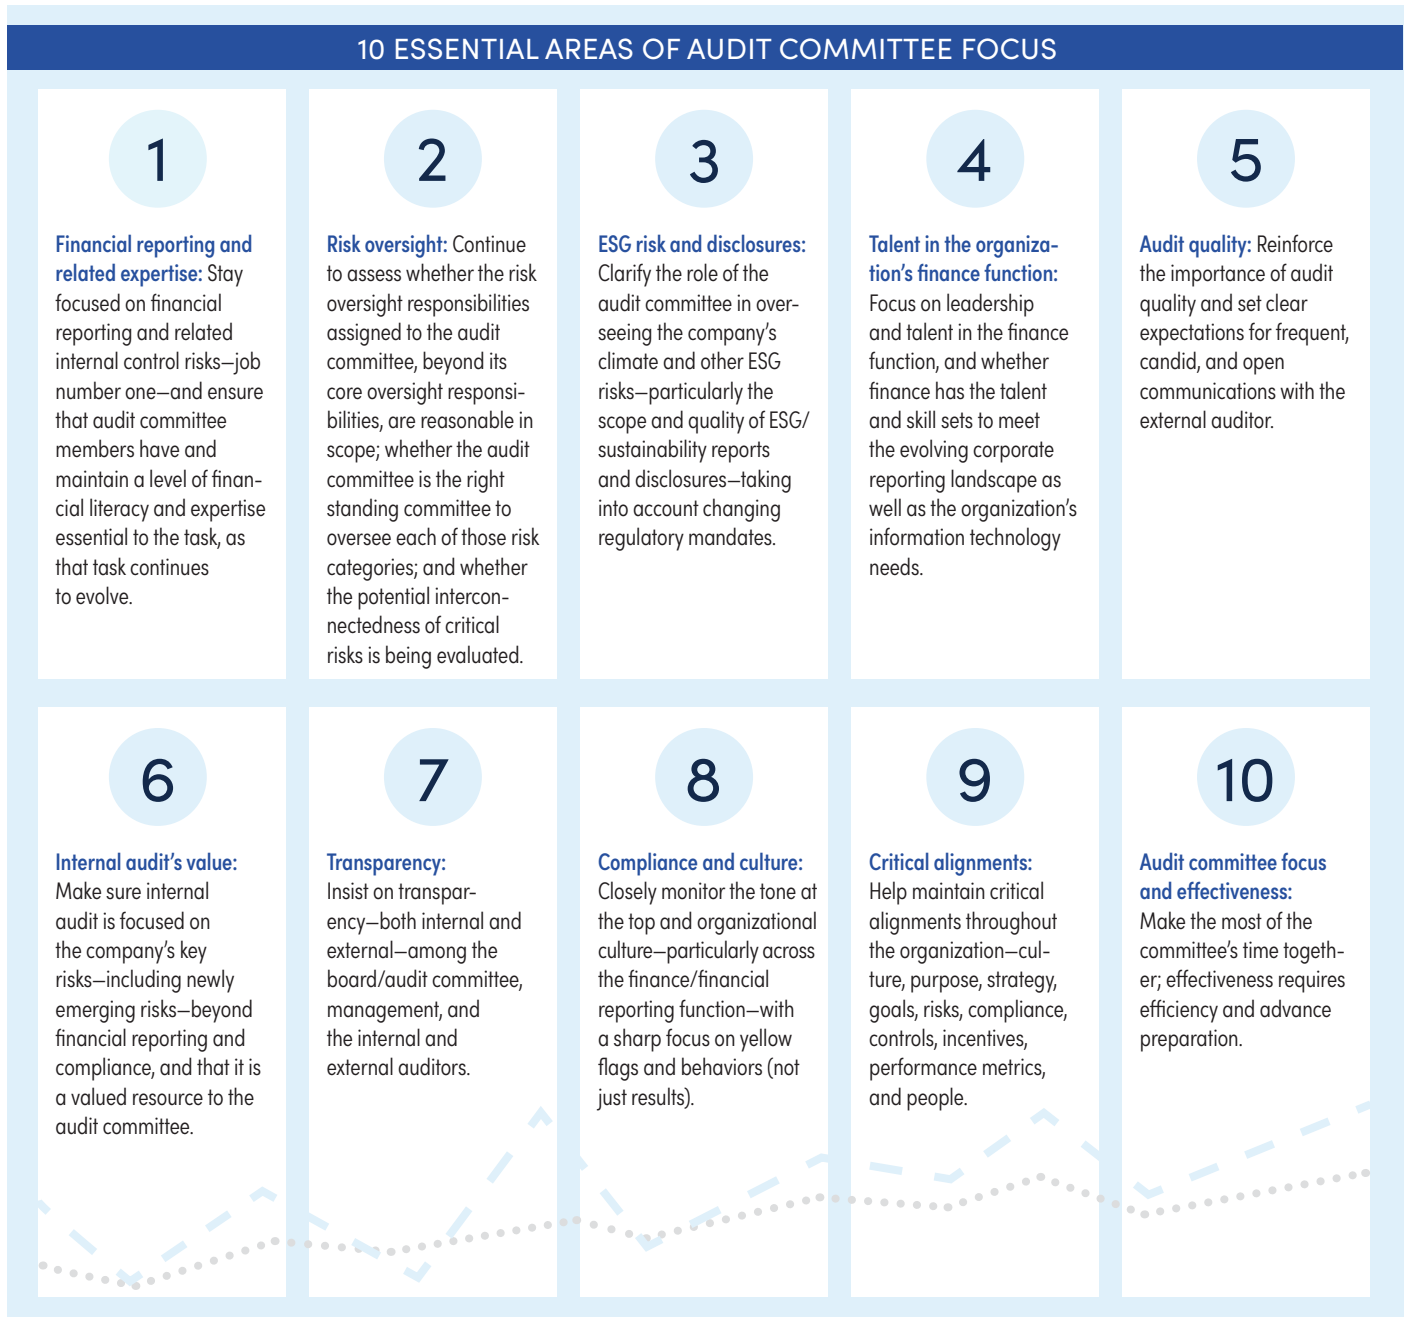 10 ESSENTIAL AREAS OF AUDIT COMMITTEE FOCUS
1
Financial reporting and
related expertise: Stay
focused on financial
reporting and related
internal control risks—job
number one—and ensure
that audit committee
members have and
maintain a level of finan-
cial literacy and expertise
essential to the task, as
that task continues
to evolve.
2
Risk oversight: Continue
to assess whether the risk
oversight responsibilities
assigned to the audit
committee, beyond its
core oversight responsi-
bilities, are reasonable in
scope; whether the audit
committee is the right
standing committee to
oversee each of those risk
categories; and whether
the potential intercon-
nectedness of critical
risks is being evaluated.
3
ESG risk and disclosures:
Clarify the role of the
audit committee in over-
seeing the company's
climate and other ESG
risks—particularly the
scope and quality of ESG/
sustainability reports
and disclosures—taking
into account changing
regulatory mandates.
4
Talent in the organiza-
tion's finance function:
Focus on leadership
and talent in the finance
function, and whether
finance has the talent
and skill sets to meet
the evolving corporate
reporting landscape as
well as the organization's
information technology
needs.
5
Audit quality: Reinforce
the importance of audit
quality and set clear
expectations for frequent,
candid, and open
communications with the
external auditor.
6
Internal audit's value:
Make sure internal
audit is focused on
the company's key
risks—including newly
emerging risks—beyond
financial reporting and
compliance, and that it is
a valued resource to the
audit committee.
7
Transparency:
Insist on transpar-
ency—both internal and
external—among the
board/audit committee,
management, and
the internal and
external auditors.
8
Compliance and culture:
Closely monitor the tone at
the top and organizational
culture—particularly across
the finance/financial
reporting function—with
a sharp focus on yellow
flags and behaviors (not
just results).
9
Critical alignments:
Help maintain critical
alignments throughout
the organization—cul-
ture, purpose, strategy,
goals, risks, compliance,
controls, incentives,
performance metrics,
and people.
10
Audit committee focus
and effectiveness:
Make the most of the
committee's time togeth-
er; effectiveness requires
efficiency and advance
preparation.